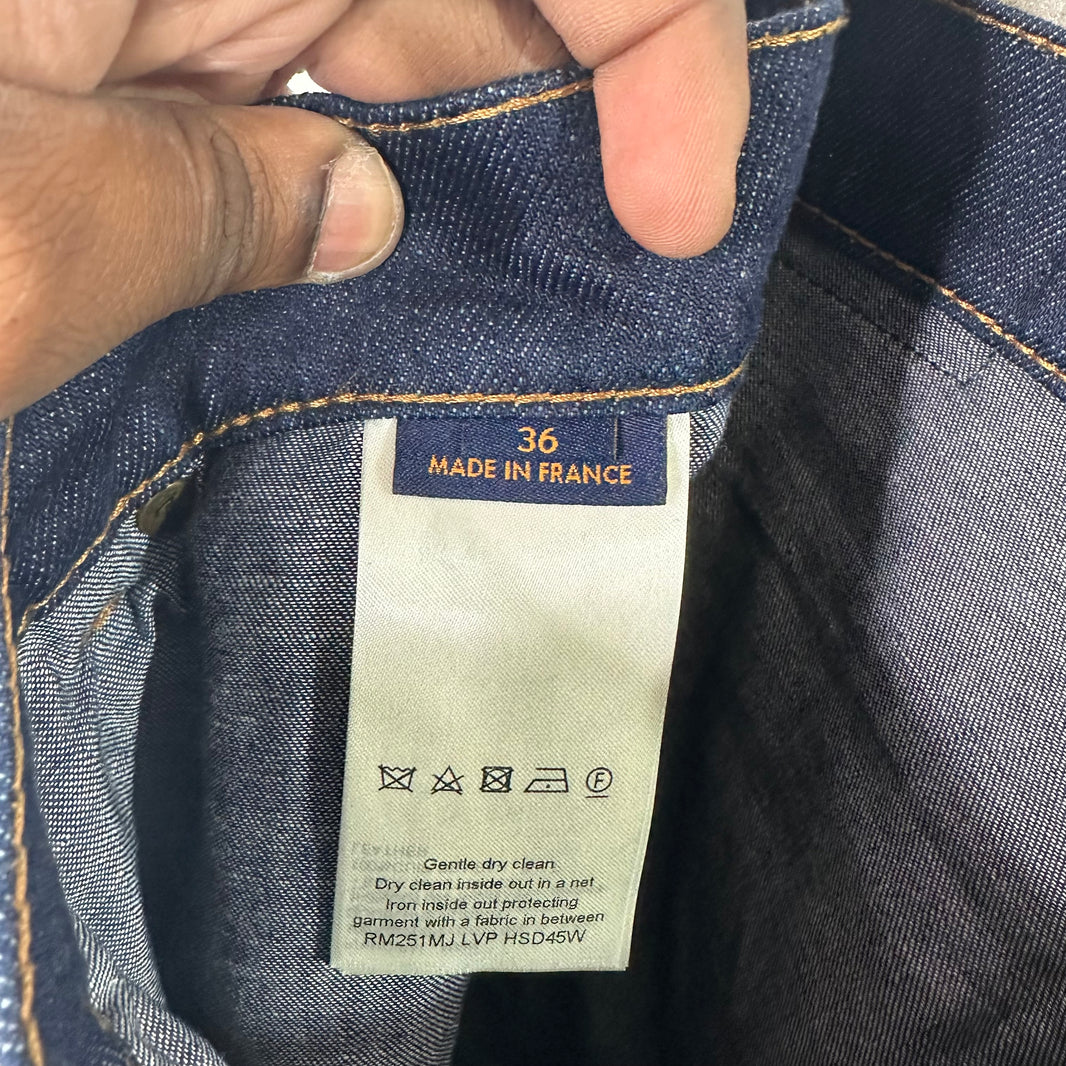 36
MADE IN FRANCE
F
Gentle dry clean
Dry clean inside out in a net
Iron inside out protecting
garment with a fabric in between
RM251MJ LVP HSD45W